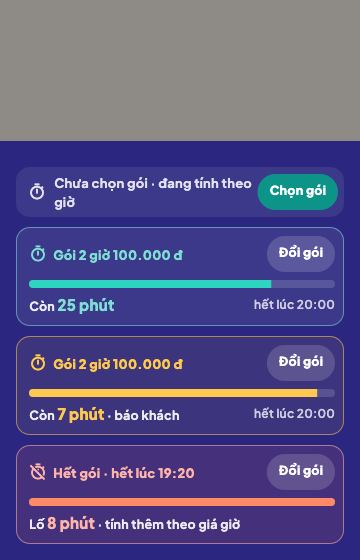 Chưa chọn gói · đang tính theo
giờ
Chọn gói
Gói 2 giờ 100.000 đ
Đổi gói
Còn 25 phút
hết lúc 20:00
Gói 2 giờ 100.000 đ
Đổi gói
Còn 7 phút · báo khách
hết lúc 20:00
Hết gói · hết lúc 19:20
Đổi gói
Lố 8 phút · tính thêm theo giá giờ